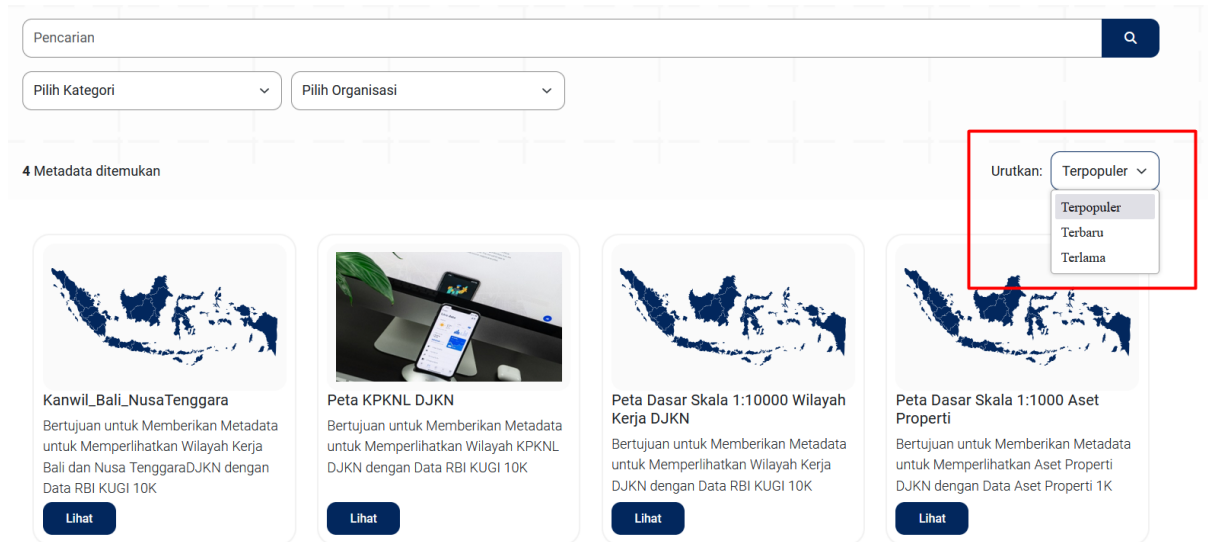 Pencarian
Pilih Kategori
Pilih Organisasi
4 Metadata ditemukan
Urutkan:
Terpopuler
Terpopuler
Terbaru
Terlama
Kanwil_Bali_NusaTenggara
Bertujuan untuk Memberikan Metadata
untuk Memperlihatkan Wilayah Kerja
Bali dan Nusa TenggaraDJKN dengan
Data RBI KUGI 10K
Lihat
Peta KPKNL DJKN
Bertujuan untuk Memberikan Metadata
untuk Memperlihatkan Wilayah KPKNL
DJKN dengan Data RBI KUGI 10K
Lihat
Peta Dasar Skala 1:10000 Wilayah
Kerja DJKN
Bertujuan untuk Memberikan Metadata
untuk Memperlihatkan Wilayah Kerja
DJKN dengan Data RBI KUGI 10K
Lihat
Peta Dasar Skala 1:1000 Aset
Properti
Bertujuan untuk Memberikan Metadata
untuk Memperlihatkan Aset Properti
DJKN dengan Data Aset Properti 1K
Lihat